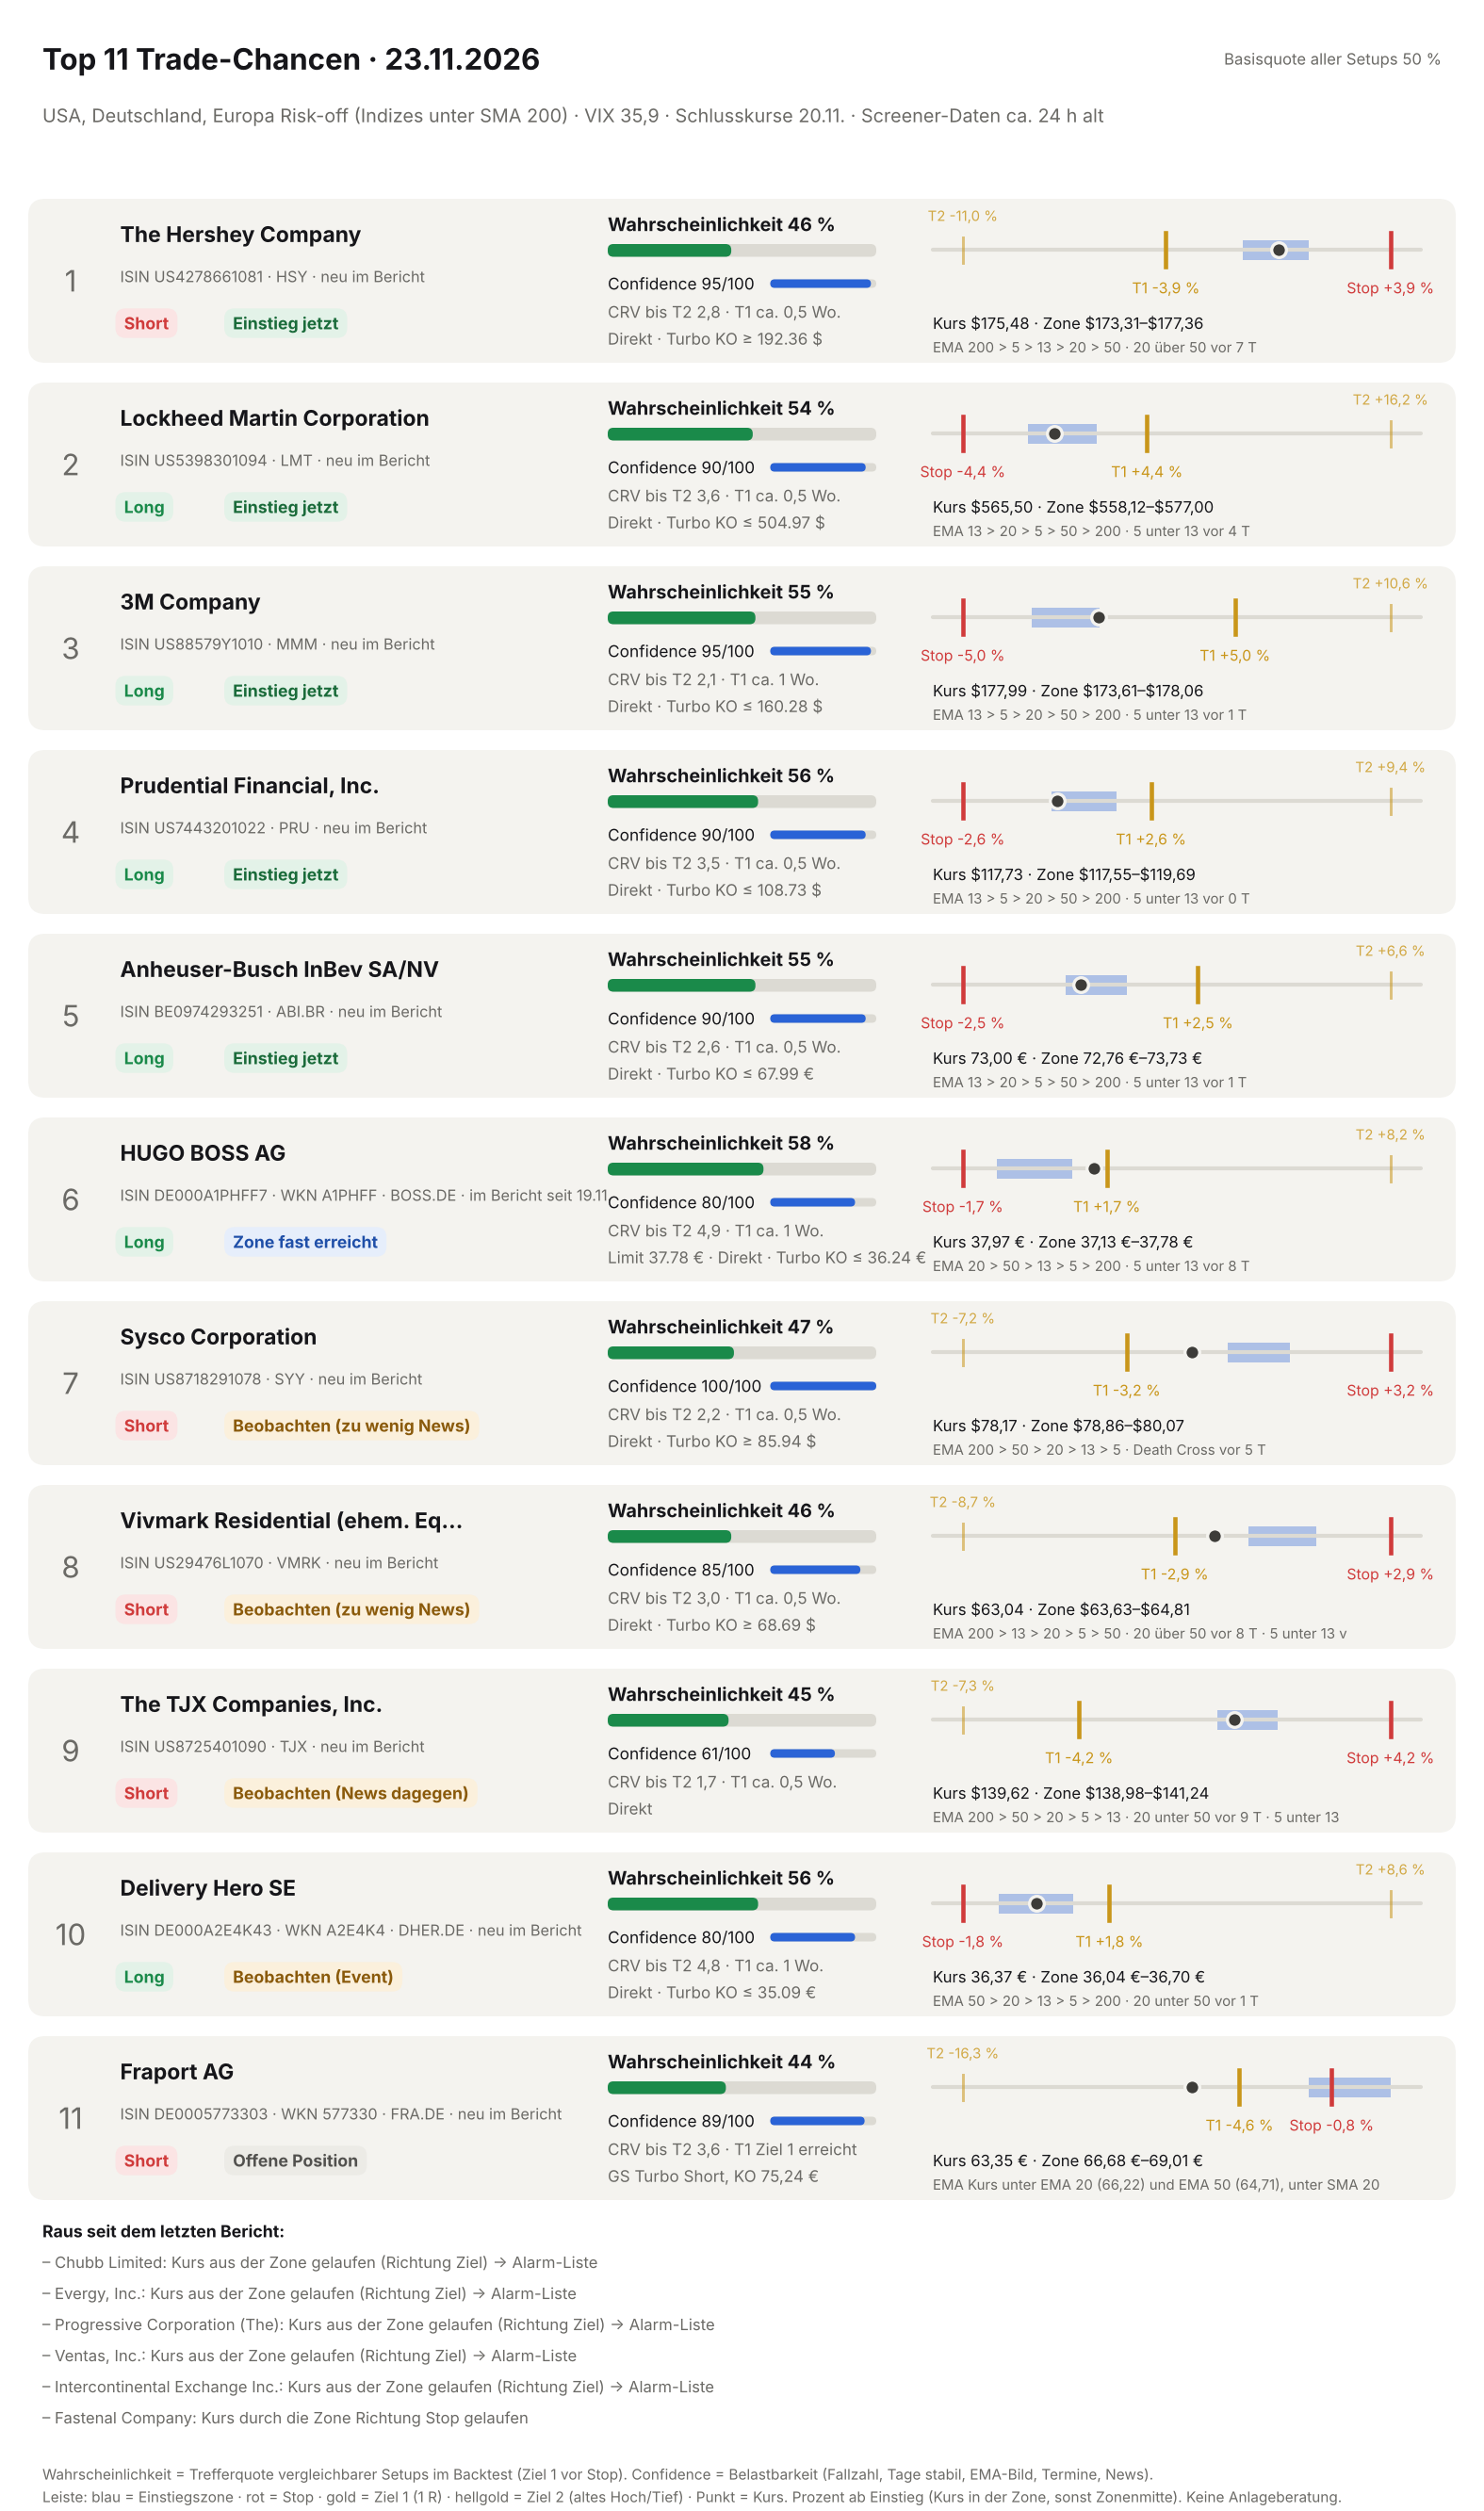 Top 11 Trade-Chancen · 23.11.2026
Basisquote aller Setups 50 %
USA, Deutschland, Europa Risk-off (Indizes unter SMA 200) · VIX 35,9 · Schlusskurse 20.11. · Screener-Daten ca. 24 h alt
1
The Hershey Company
ISIN US4278661081 · HSY · neu im Bericht
Short
Einstieg jetzt
Wahrscheinlichkeit 46 %
Confidence 95/100
CRV bis T2 2,8 · T1 ca. 0,5 Wo.
Direkt · Turbo KO ≥ 192.36 $
T2 -11,0 %
T1 -3,9 %
Stop +3,9 %
Kurs $175,48 · Zone $173,31–$177,36
EMA 200 > 5 > 13 > 20 > 50 · 20 über 50 vor 7 T
2
Lockheed Martin Corporation
ISIN US5398301094 · LMT · neu im Bericht
Long
Einstieg jetzt
Wahrscheinlichkeit 54 %
Confidence 90/100
CRV bis T2 3,6 · T1 ca. 0,5 Wo.
Direkt · Turbo KO ≤ 504.97 $
T2 +16,2 %
Stop -4,4 %
T1 +4,4 %
Kurs $565,50 · Zone $558,12–$577,00
EMA 13 > 20 > 5 > 50 > 200 · 5 unter 13 vor 4 T
3
3M Company
ISIN US88579Y1010 · MMM · neu im Bericht
Long
Einstieg jetzt
Wahrscheinlichkeit 55 %
Confidence 95/100
CRV bis T2 2,1 · T1 ca. 1 Wo.
Direkt · Turbo KO ≤ 160.28 $
T2 +10,6 %
Stop -5,0 %
T1 +5,0 %
Kurs $177,99 · Zone $173,61–$178,06
EMA 13 > 5 > 20 > 50 > 200 · 5 unter 13 vor 1 T
4
Prudential Financial, Inc.
ISIN US7443201022 · PRU · neu im Bericht
Long
Einstieg jetzt
Wahrscheinlichkeit 56 %
Confidence 90/100
CRV bis T2 3,5 · T1 ca. 0,5 Wo.
Direkt · Turbo KO ≤ 108.73 $
T2 +9,4 %
Stop -2,6 %
T1 +2,6 %
Kurs $117,73 · Zone $117,55–$119,69
EMA 13 > 5 > 20 > 50 > 200 · 5 unter 13 vor 0 T
5
Anheuser-Busch InBev SA/NV
ISIN BE0974293251 · ABI.BR · neu im Bericht
Long
Einstieg jetzt
Wahrscheinlichkeit 55 %
Confidence 90/100
CRV bis T2 2,6 · T1 ca. 0,5 Wo.
Direkt · Turbo KO ≤ 67.99 €
T2 +6,6 %
Stop -2,5 %
T1 +2,5 %
Kurs 73,00 € · Zone 72,76 €–73,73 €
EMA 13 > 20 > 5 > 50 > 200 · 5 unter 13 vor 1 T
6
HUGO BOSS AG
ISIN DE000A1PHFF7 · WKN A1PHFF · BOSS.DE · im Bericht seit 19.11.
Long
Zone fast erreicht
Wahrscheinlichkeit 58 %
Confidence 80/100
CRV bis T2 4,9 · T1 ca. 1 Wo.
Limit 37.78 € · Direkt · Turbo KO ≤ 36.24 €
T2 +8,2 %
Stop -1,7 %
T1 +1,7 %
Kurs 37,97 € · Zone 37,13 €–37,78 €
EMA 20 > 50 > 13 > 5 > 200 · 5 unter 13 vor 8 T
7
Sysco Corporation
ISIN US8718291078 · SYY · neu im Bericht
Short
Beobachten (zu wenig News)
Wahrscheinlichkeit 47 %
Confidence 100/100
CRV bis T2 2,2 · T1 ca. 0,5 Wo.
Direkt · Turbo KO ≥ 85.94 $
T2 -7,2 %
T1 -3,2 %
Stop +3,2 %
Kurs $78,17 · Zone $78,86–$80,07
EMA 200 > 50 > 20 > 13 > 5 · Death Cross vor 5 T
8
Vivmark Residential (ehem. Eq...
ISIN US29476L1070 · VMRK · neu im Bericht
Short
Beobachten (zu wenig News)
Wahrscheinlichkeit 46 %
Confidence 85/100
CRV bis T2 3,0 · T1 ca. 0,5 Wo.
Direkt · Turbo KO ≥ 68.69 $
T2 -8,7 %
T1 -2,9 %
Stop +2,9 %
Kurs $63,04 · Zone $63,63–$64,81
EMA 200 > 13 > 20 > 5 > 50 · 20 über 50 vor 8 T · 5 unter 13 v
9
The TJX Companies, Inc.
ISIN US8725401090 · TJX · neu im Bericht
Short
Beobachten (News dagegen)
Wahrscheinlichkeit 45 %
Confidence 61/100
CRV bis T2 1,7 · T1 ca. 0,5 Wo.
Direkt
T2 -7,3 %
T1 -4,2 %
Stop +4,2 %
Kurs $139,62 · Zone $138,98–$141,24
EMA 200 > 50 > 20 > 5 > 13 · 20 unter 50 vor 9 T · 5 unter 13
10
Delivery Hero SE
ISIN DE000A2E4K43 · WKN A2E4K4 · DHER.DE · neu im Bericht
Long
Beobachten (Event)
Wahrscheinlichkeit 56 %
Confidence 80/100
CRV bis T2 4,8 · T1 ca. 1 Wo.
Direkt · Turbo KO ≤ 35.09 €
T2 +8,6 %
Stop -1,8 %
T1 +1,8 %
Kurs 36,37 € · Zone 36,04 €–36,70 €
EMA 50 > 20 > 13 > 5 > 200 · 20 unter 50 vor 1 T
11
Fraport AG
ISIN DE0005773303 · WKN 577330 · FRA.DE · neu im Bericht
Short
Offene Position
Wahrscheinlichkeit 44 %
Confidence 89/100
CRV bis T2 3,6 · T1 Ziel 1 erreicht
GS Turbo Short, KO 75,24 €
T2 -16,3 %
T1 -4,6 %
Stop -0,8 %
Kurs 63,35 € · Zone 66,68 €–69,01 €
EMA Kurs unter EMA 20 (66,22) und EMA 50 (64,71), unter SMA 20
Raus seit dem letzten Bericht:
– Chubb Limited: Kurs aus der Zone gelaufen (Richtung Ziel) → Alarm-Liste
– Evergy, Inc.: Kurs aus der Zone gelaufen (Richtung Ziel) → Alarm-Liste
– Progressive Corporation (The): Kurs aus der Zone gelaufen (Richtung Ziel) → Alarm-Liste
– Ventas, Inc.: Kurs aus der Zone gelaufen (Richtung Ziel) → Alarm-Liste
– Intercontinental Exchange Inc.: Kurs aus der Zone gelaufen (Richtung Ziel) → Alarm-Liste
– Fastenal Company: Kurs durch die Zone Richtung Stop gelaufen
Wahrscheinlichkeit = Trefferquote vergleichbarer Setups im Backtest (Ziel 1 vor Stop). Confidence = Belastbarkeit (Fallzahl, Tage stabil, EMA-Bild, Termine, News).
Leiste: blau = Einstiegszone · rot = Stop · gold = Ziel 1 (1 R) · hellgold = Ziel 2 (altes Hoch/Tief) · Punkt = Kurs. Prozent ab Einstieg (Kurs in der Zone, sonst Zonenmitte). Keine Anlageberatung.